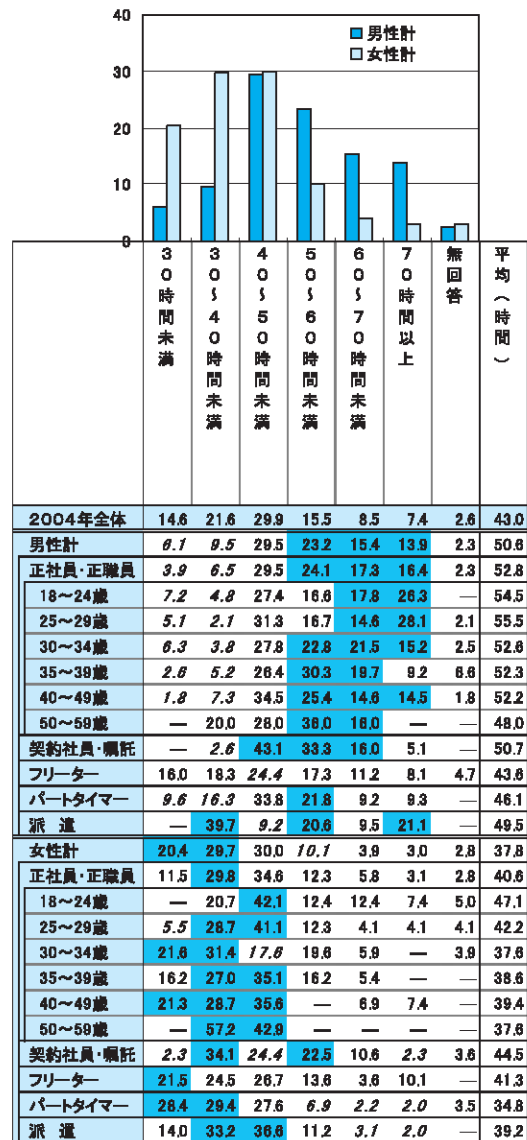 40
30
20
10
0
男性計
女性計
30時間未満
30〜40時間未満
40〜50時間未満
50〜60時間未満
60〜70時間未満
70時間以上
無回答
平均(時間)
2004年全体 14.6 21.6 29.9 15.5 8.5 7.4 2.6 43.0
男性計 6.1 9.5 29.5 23.2 15.4 13.9 2.3 50.6
正社員・正職員 3.9 6.5 29.5 24.1 17.3 16.4 2.3 52.8
18〜24歳 7.2 4.8 27.4 16.6 17.8 26.3 — 54.5
25〜29歳 5.1 2.1 31.3 16.7 14.6 28.1 2.1 55.5
30〜34歳 6.3 3.8 27.8 22.8 21.5 15.2 2.5 52.6
35〜39歳 2.6 5.2 26.4 30.3 19.7 9.2 6.6 52.3
40〜49歳 1.8 7.3 34.5 25.4 14.6 14.5 1.8 52.2
50〜59歳 — 20.0 28.0 36.0 16.0 — — 48.0
契約社員・嘱託 — 2.6 43.1 33.3 16.0 5.1 — 50.7
フリーター 16.0 18.3 24.4 17.3 11.2 8.1 4.7 43.6
パートタイマー 9.6 16.3 33.8 21.8 9.2 9.3 — 46.1
派 遣 — 39.7 9.2 20.6 9.5 21.1 — 49.5
女性計 20.4 29.7 30.0 10.1 3.9 3.0 2.8 37.8
正社員・正職員 11.5 29.8 34.6 12.3 5.8 3.1 2.8 40.6
18〜24歳 — 20.7 42.1 12.4 12.4 7.4 5.0 47.1
25〜29歳 5.5 28.7 41.1 12.3 4.1 4.1 4.1 42.2
30〜34歳 21.6 31.4 17.6 19.6 5.9 — 3.9 37.6
35〜39歳 16.2 27.0 35.1 16.2 5.4 — — 38.6
40〜49歳 21.3 28.7 35.6 — 6.9 7.4 — 39.4
50〜59歳 — 57.2 42.9 — — — — 37.6
契約社員・嘱託 2.3 34.1 24.4 22.5 10.6 2.3 3.6 44.5
フリーター 21.5 24.5 26.7 13.6 3.6 10.1 — 41.3
パートタイマー 28.4 29.4 27.6 6.9 2.2 2.0 3.5 34.8
派 遣 14.0 33.2 36.6 11.2 3.1 2.0 — 39.2